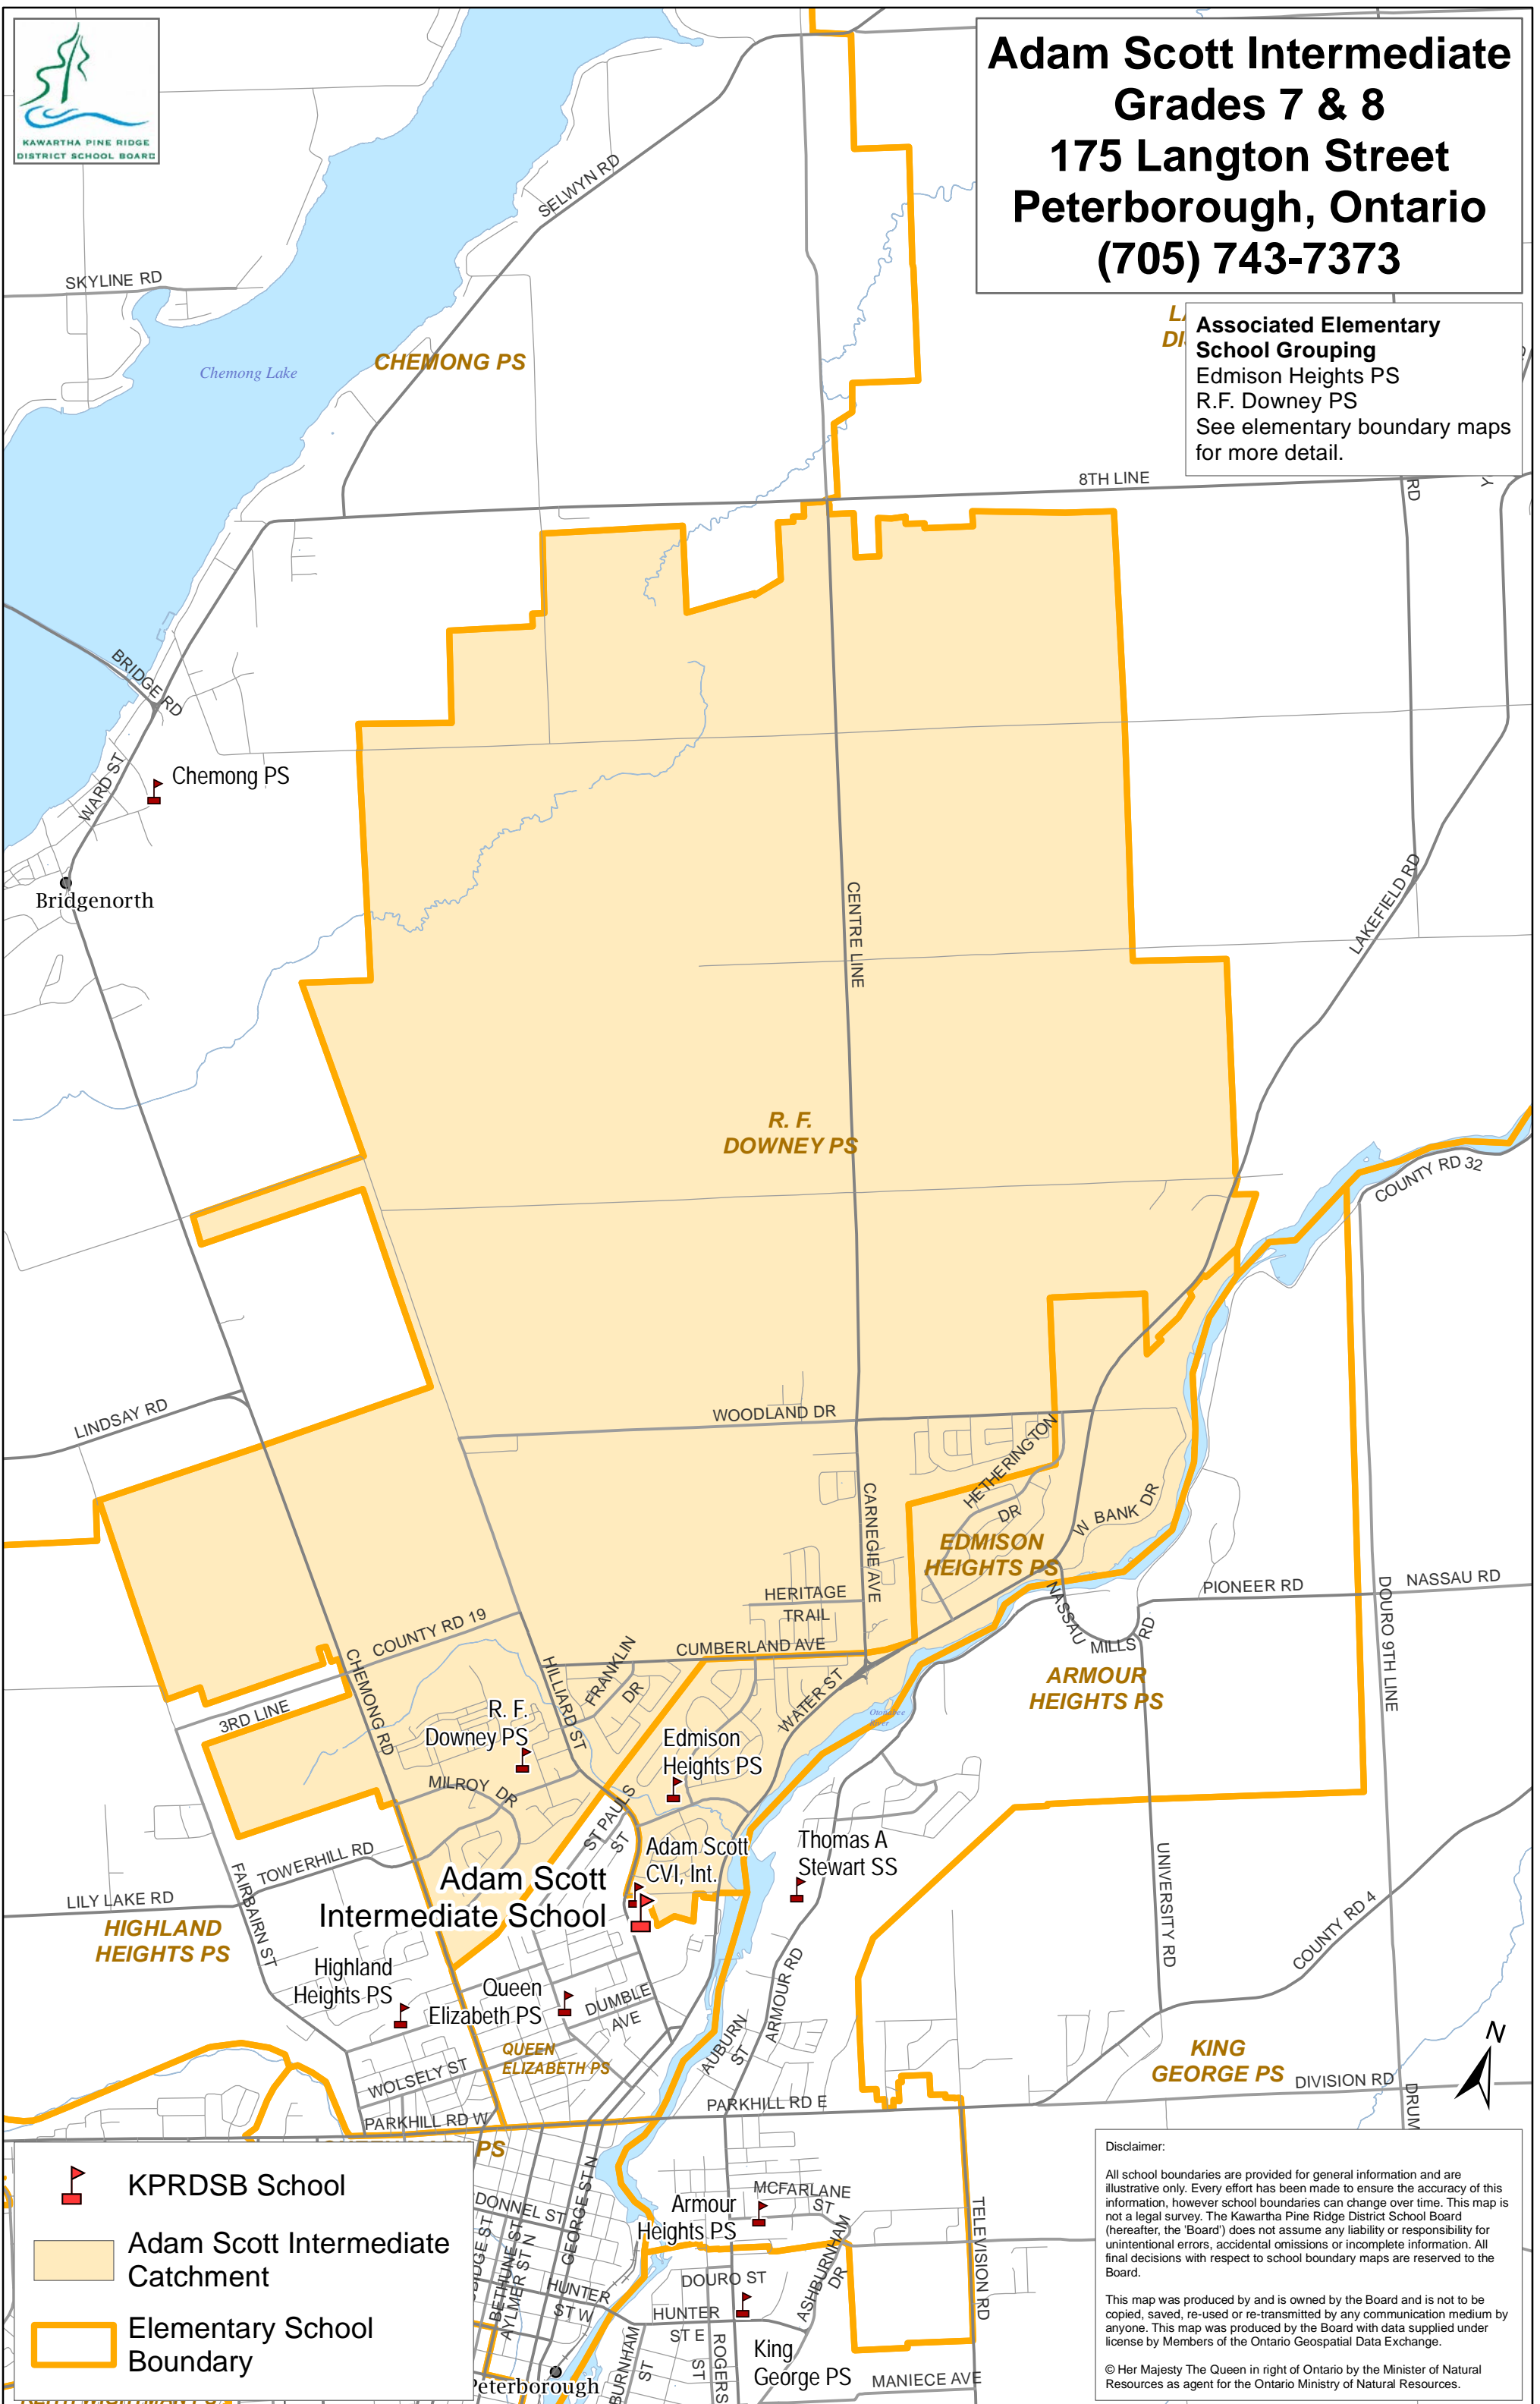 KAWARTHA PINE RIDGE
DISTRICT SCHOOL BOARD
Adam Scott Intermediate
Grades 7 & 8
175 Langton Street
Peterborough, Ontario
(705) 743-7373
Associated Elementary
School Grouping
Edmison Heights PS
R.F. Downey PS
See elementary boundary maps
for more detail.
SELWYN RD
SKYLINE RD
Chemong Lake
CHEMONG PS
8TH LINE
RD
Y
BRIDGE RD
WARD ST
Chemong PS
Bridgenorth
CENTRE LINE
LAKEFIELD RD
R. F.
DOWNEY PS
COUNTY RD 32
LINDSAY RD
WOODLAND DR
HETHERINGTON
DR
W BANK DR
CARNEGIE AVE
EDMISON
HEIGHTS PS
HERITAGE
TRAIL
PIONEER RD
NASSAU RD
NASSAU
MILLS RD
DOURO 9TH LINE
COUNTY RD 19
CUMBERLAND AVE
CHEMONG RD
HILLIARD ST
FRANKLIN
DR
WATER ST
ARMOUR
HEIGHTS PS
3RD LINE
R. F.
Downey PS
Otonabee
River
Edmison
Heights PS
MILROY DR
ST PAULS
ST
Adam Scott
CVI, Int.
Thomas A
Stewart SS
TOWERHILL RD
Adam Scott
Intermediate School
LILY LAKE RD
FAIRBAIRN ST
HIGHLAND
HEIGHTS PS
UNIVERSITY RD
COUNTY RD 4
Highland
Heights PS
Queen
Elizabeth PS
DUMBLE
AVE
ARMOUR RD
AUBURN
ST
QUEEN
ELIZABETH PS
WOLSELY ST
KING
GEORGE PS
DIVISION RD
N
PARKHILL RD W
PARKHILL RD E
DRUM
PS
KPRDSB School
Adam Scott Intermediate
Catchment
Elementary School
Boundary
DONNEL ST
GEORGE ST N
BETHUNE ST
AYLMER ST N
HUNTER
ST W
Peterborough
MCFARLANE
ST
Armour
Heights PS
DOURO ST
ASHBURNHAM
DR
HUNTER
ST E
ROGERS
ST
BURNHAM
ST
King
George PS
MANIECE AVE
TELEVISION RD
Disclaimer:
All school boundaries are provided for general information and are
illustrative only. Every effort has been made to ensure the accuracy of this
information, however school boundaries can change over time. This map is
not a legal survey. The Kawartha Pine Ridge District School Board
(hereafter, the 'Board') does not assume any liability or responsibility for
unintentional errors, accidental omissions or incomplete information. All
final decisions with respect to school boundary maps are reserved to the
Board.
This map was produced by and is owned by the Board and is not to be
copied, saved, re-used or re-transmitted by any communication medium by
anyone. This map was produced by the Board with data supplied under
license by Members of the Ontario Geospatial Data Exchange.
© Her Majesty The Queen in right of Ontario by the Minister of Natural
Resources as agent for the Ontario Ministry of Natural Resources.